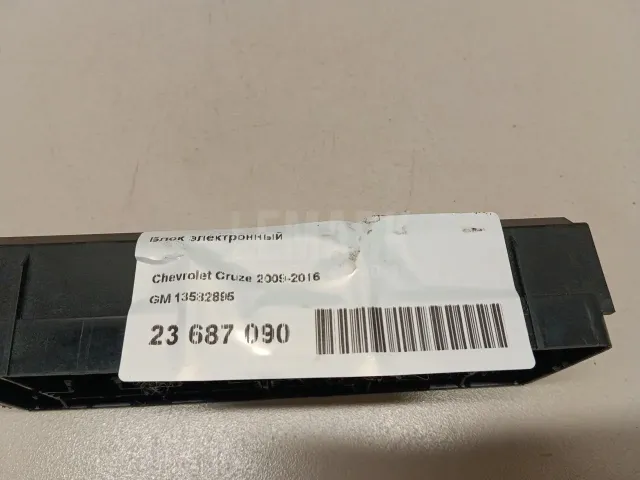 Блок электронный
Chevrolet Cruze 2009-2016
GM 13582895
23 687 090